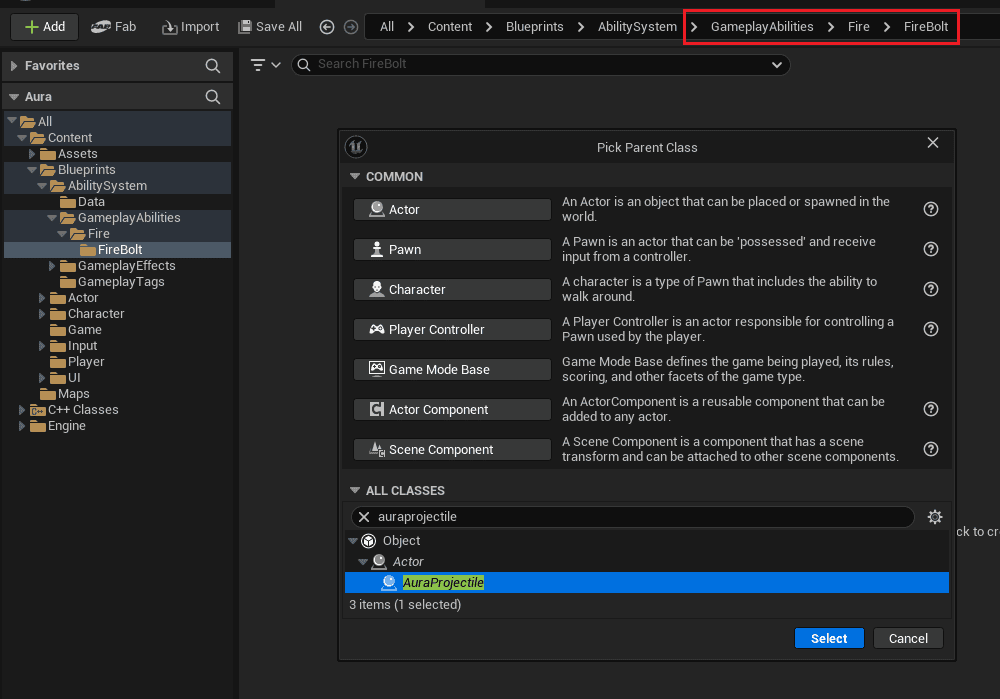 Add Fab Import Save All All > Content > Blueprints > AbilitySystem > GameplayAbilities > Fire > FireBolt
Favorites
Search FireBolt
Aura
All
Content
Assets
Blueprints
AbilitySystem
Data
GameplayAbilities
Fire
FireBolt
GameplayEffects
GameplayTags
Actor
Character
Game
Input
Player
UI
Maps
C++ Classes
Engine
Pick Parent Class
COMMON
Actor
An Actor is an object that can be placed or spawned in the
world.
Pawn
A Pawn is an actor that can be 'possessed' and receive
input from a controller.
Character
A character is a type of Pawn that includes the ability to
walk around.
Player Controller
A Player Controller is an actor responsible for controlling a
Pawn used by the player.
Game Mode Base
Game Mode Base defines the game being played, its rules,
scoring, and other facets of the game type.
Actor Component
An ActorComponent is a reusable component that can be
added to any actor.
Scene Component
A Scene Component is a component that has a scene
transform and can be attached to other scene components.
ALL CLASSES
auraprojectile
Object
Actor
AuraProjectile
3 items (1 selected)
Select Cancel
ck to cr